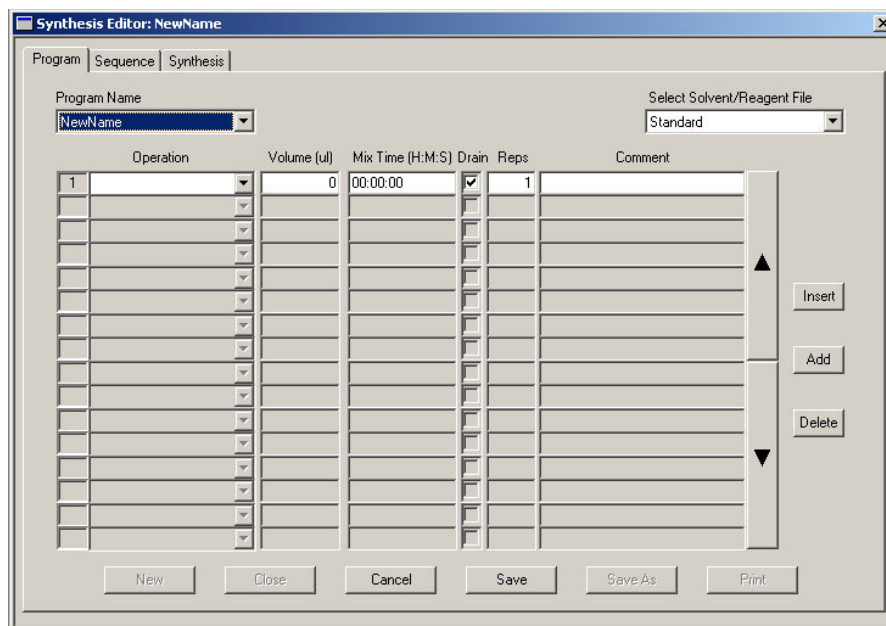 Synthesis Editor: NewName
Program Sequence Synthesis
Program Name Select Solvent/Reagent File
NewName Standard
Operation Volume (ul) Mix Time (H:M:S) Drain Reps Comment
1 0 00:00:00 1
Insert
Add
Delete
New Close Cancel Save Save As Print